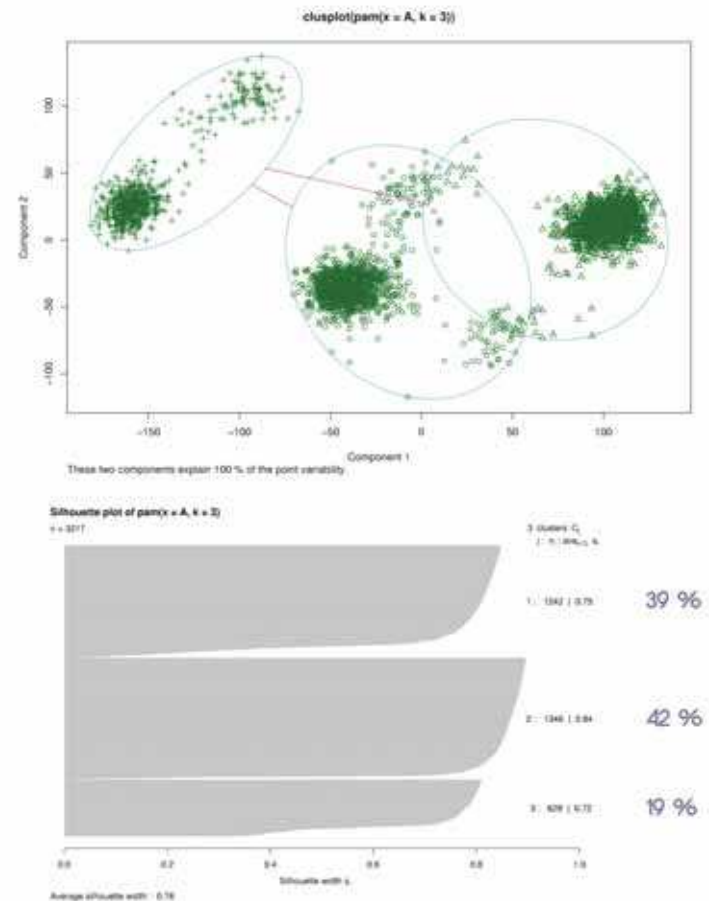 clusplot(pam(x = A, k = 3))
100
50
0
-50
-100
Component 2
-150
-100
-50
0
50
100
Component 1
These two components explain 100 % of the point variability.
Silhouette plot of pam(x = A, k = 3)
n = 3217
3 clusters Cj
1 : 1242 | 0.75
39 %
2 : 1346 | 0.84
42 %
3 : 629 | 0.72
19 %
0.0
0.2
0.4
0.6
0.8
1.0
Silhouette width si
Average silhouette width : 0.78